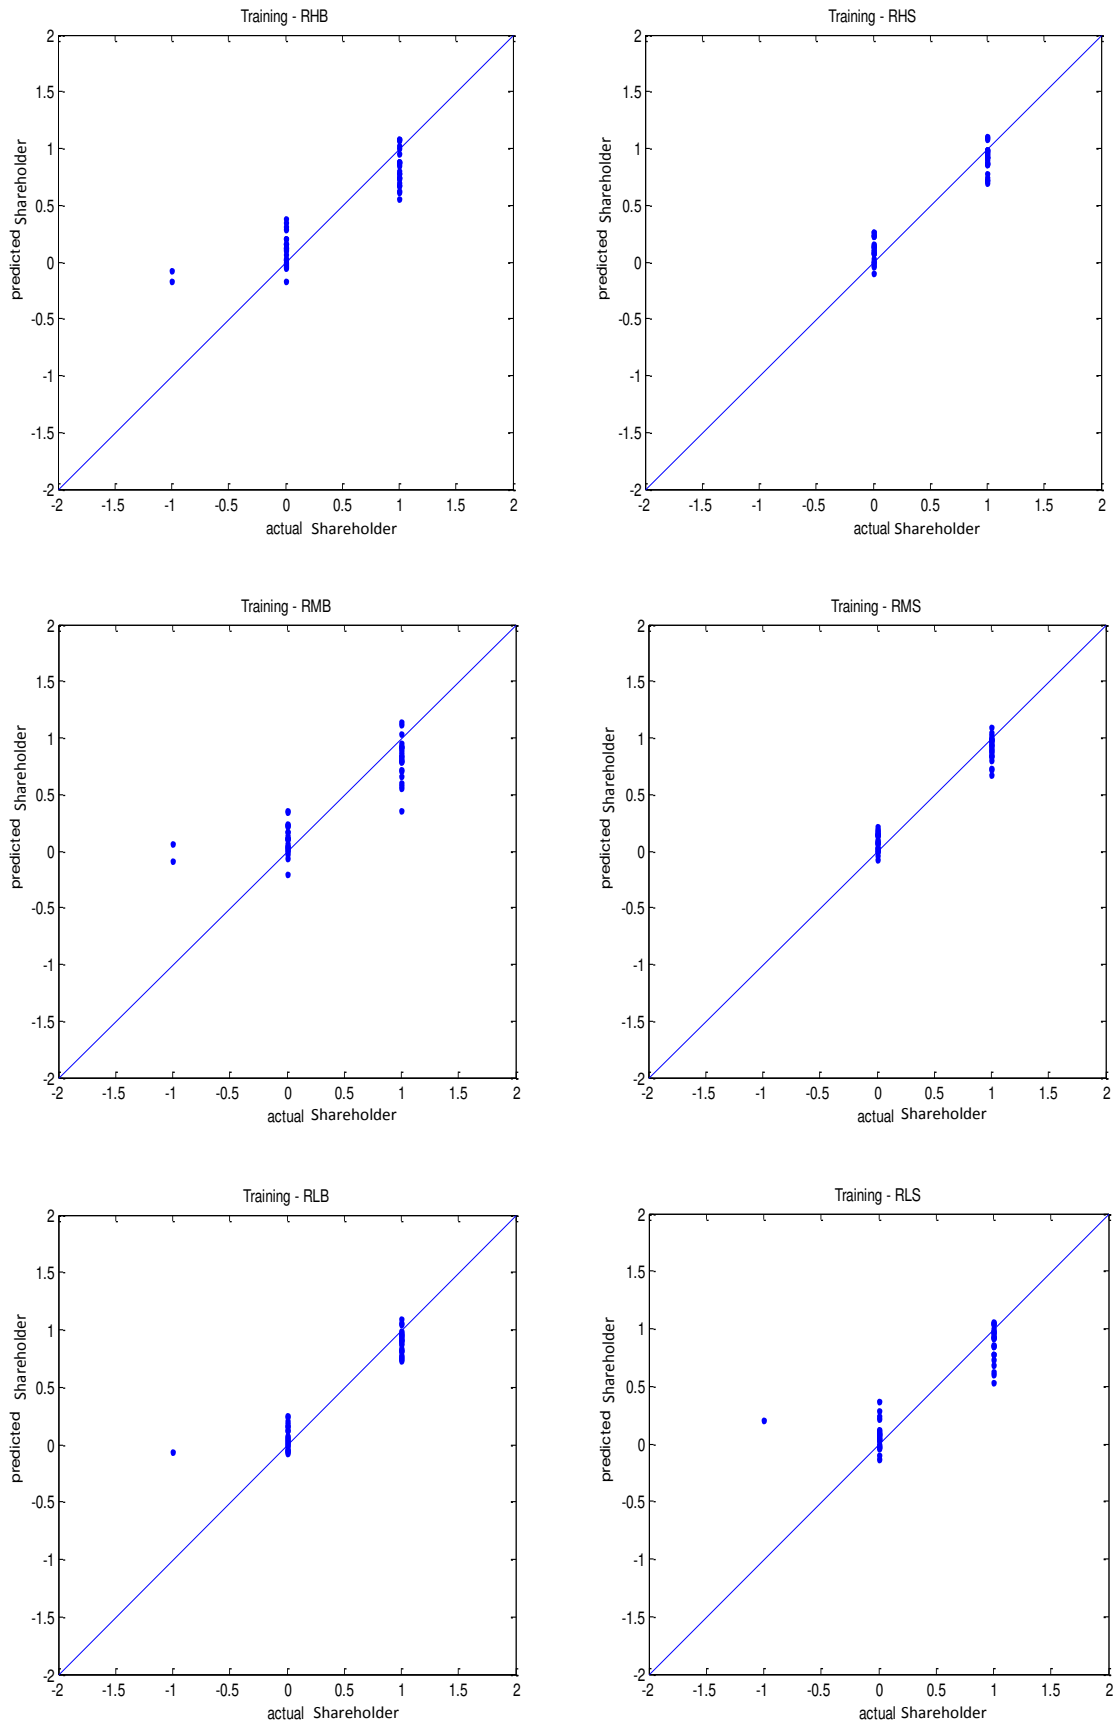 Training - RHB
2
1.5
1
0.5
0
-0.5
-1
-1.5
-2
predicted Shareholder
-2 -1.5 -1 -0.5 0 0.5 1 1.5 2
actual Shareholder
Training - RHS
2
1.5
1
0.5
0
-0.5
-1
-1.5
-2
predicted Shareholder
-2 -1.5 -1 -0.5 0 0.5 1 1.5 2
actual Shareholder
Training - RMB
2
1.5
1
0.5
0
-0.5
-1
-1.5
-2
predicted Shareholder
-2 -1.5 -1 -0.5 0 0.5 1 1.5 2
actual Shareholder
Training - RMS
2
1.5
1
0.5
0
-0.5
-1
-1.5
-2
predicted Shareholder
-2 -1.5 -1 -0.5 0 0.5 1 1.5 2
actual Shareholder
Training - RLB
2
1.5
1
0.5
0
-0.5
-1
-1.5
-2
predicted Shareholder
-2 -1.5 -1 -0.5 0 0.5 1 1.5 2
actual Shareholder
Training - RLS
2
1.5
1
0.5
0
-0.5
-1
-1.5
-2
predicted Shareholder
-2 -1.5 -1 -0.5 0 0.5 1 1.5 2
actual Shareholder